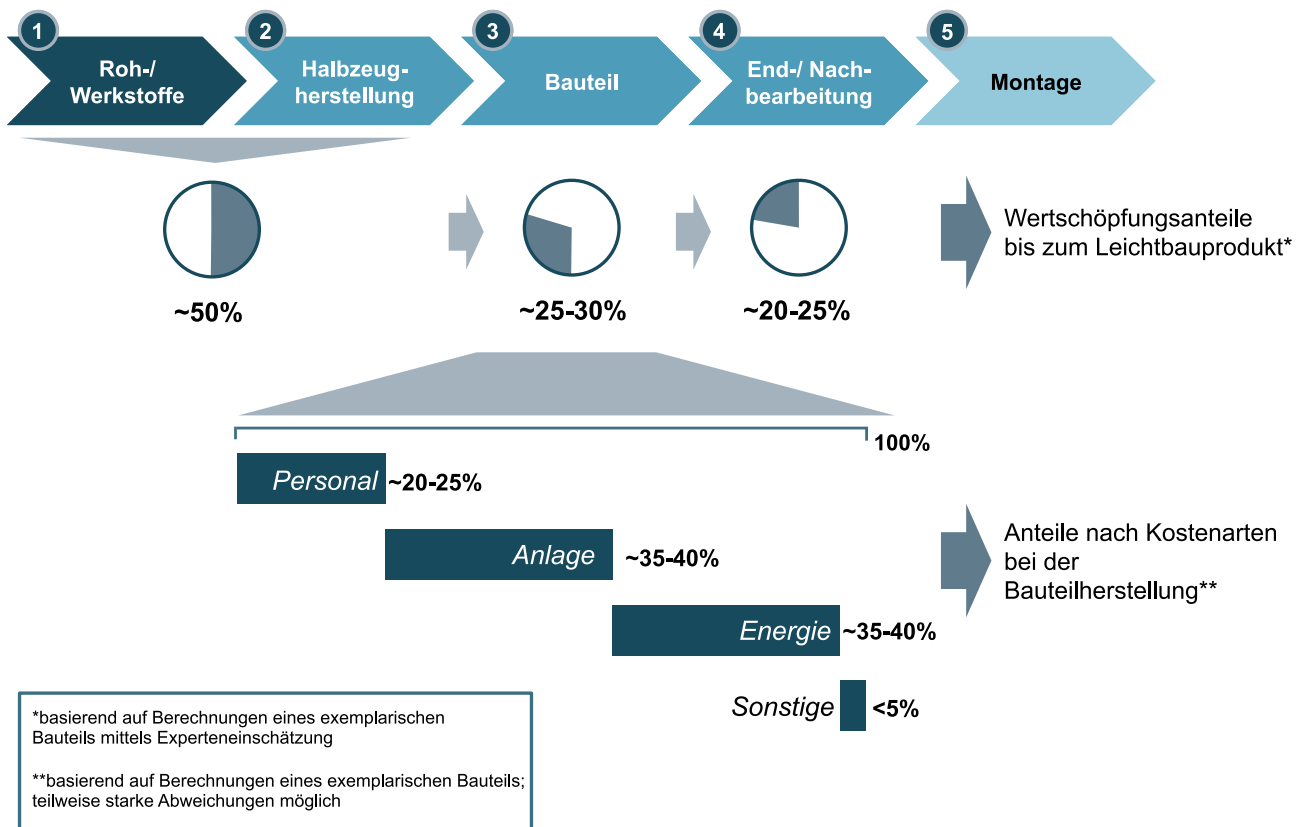 1
2
3
4
5
Roh-/
Werkstoffe
Halbzeug-
herstellung
Bauteil
End-/ Nach-
bearbeitung
Montage
~50%
~25-30%
~20-25%
Wertschöpfungsanteile
bis zum Leichtbauprodukt*
100%
Personal ~20-25%
Anlage ~35-40%
Energie ~35-40%
Sonstige <5%
Anteile nach Kostenarten
bei der
Bauteilherstellung**
*basierend auf Berechnungen eines exemplarischen
Bauteils mittels Experteneinschätzung
**basierend auf Berechnungen eines exemplarischen Bauteils;
teilweise starke Abweichungen möglich